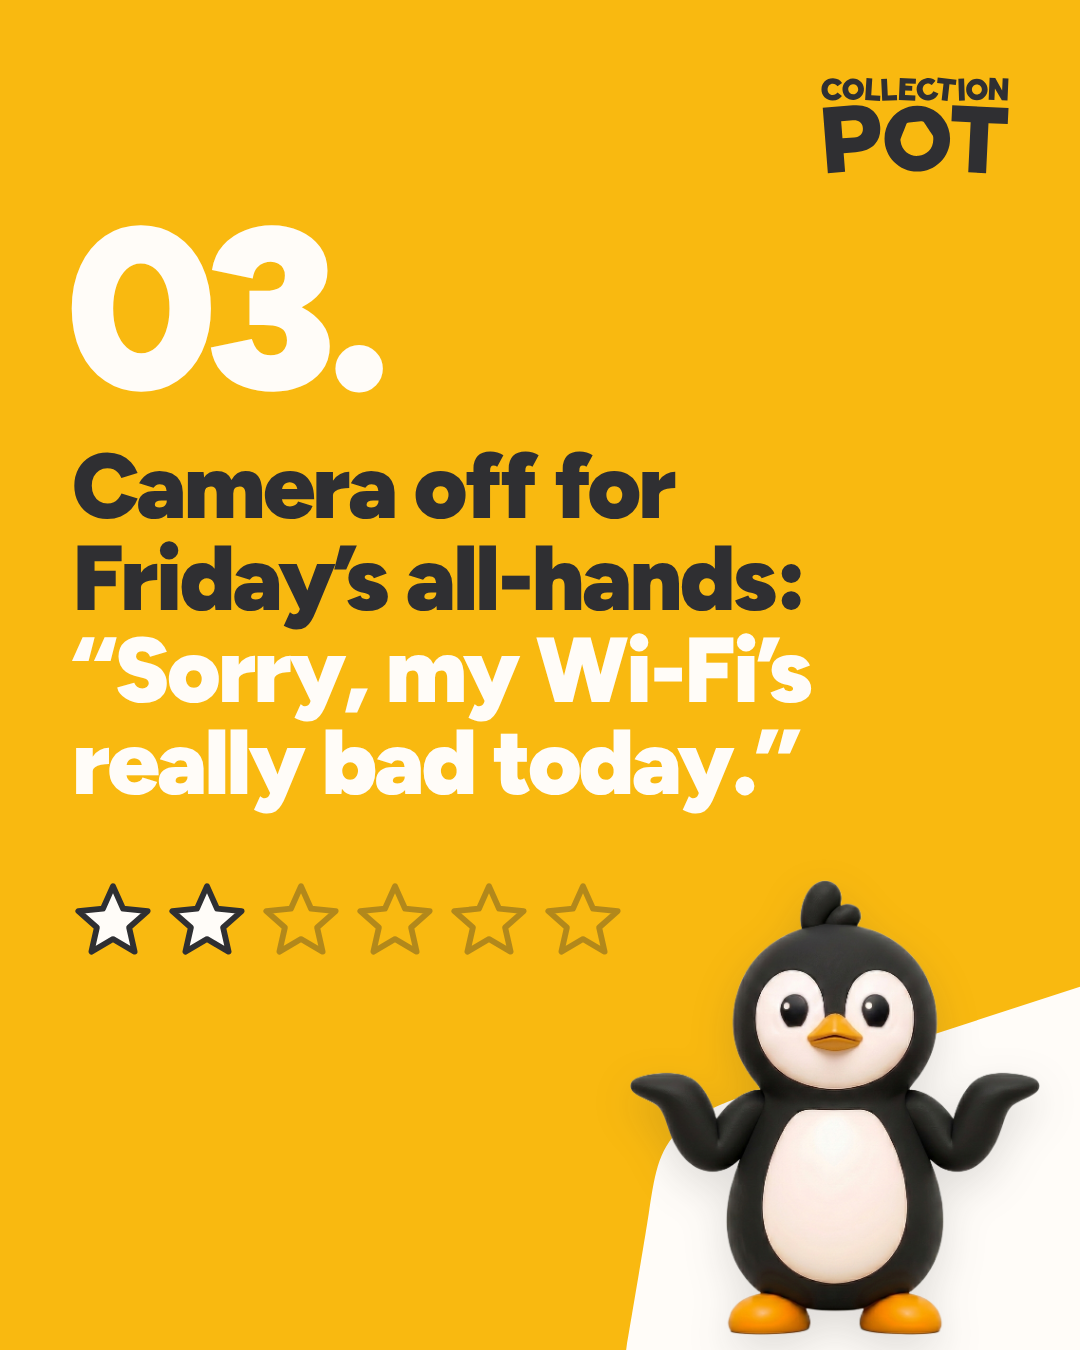 COLLECTION
POT
03.
Camera off for
Friday’s all-hands:
“Sorry, my Wi-Fi’s
really bad today.”